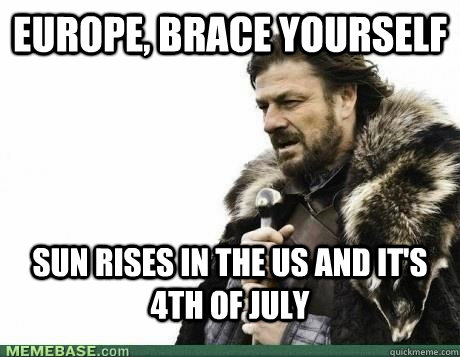 EUROPE, BRACE YOURSELF
SUN RISES IN THE US AND IT'S
4TH OF JULY
MEMEBASE.com
quickmeme.com